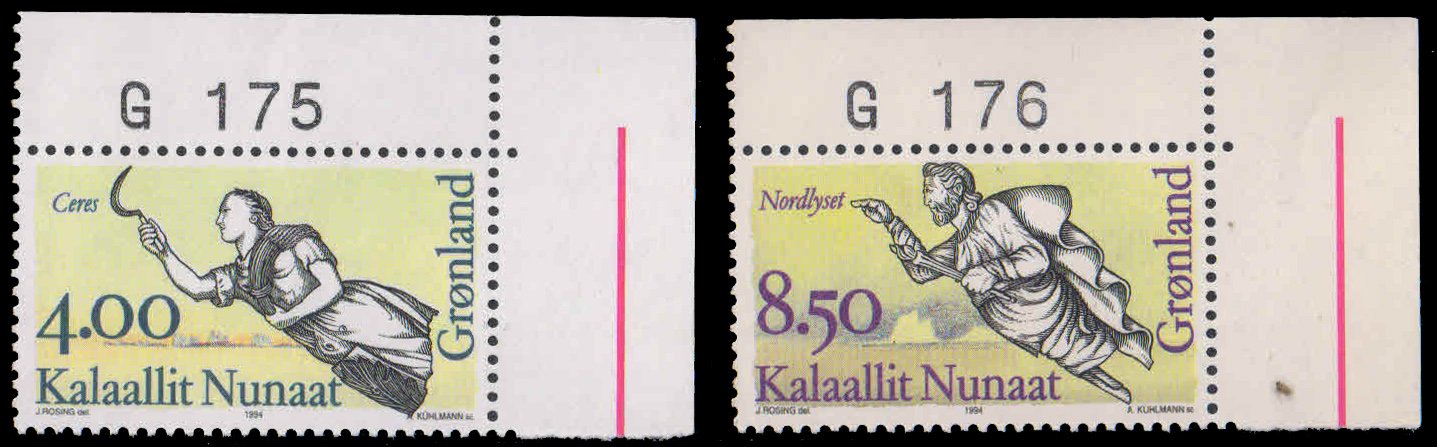 G 175
Ceres
Grønland
4.00
Kalaallit Nunaat
J.ROSING del. 1994 A. KÜHLMANN sc.
G 176
Nordlyset
Grønland
8.50
Kalaallit Nunaat
J.ROSING del. 1994 A. KÜHLMANN sc.